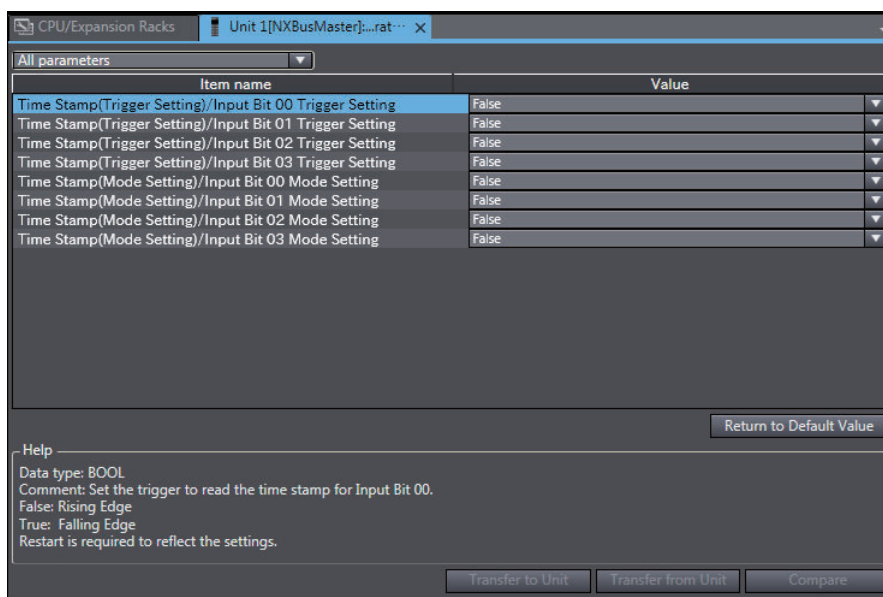 CPU/Expansion Racks Unit 1[NXBusMaster]:...rat···
All parameters
Item name Value
Time Stamp(Trigger Setting)/Input Bit 00 Trigger Setting False
Time Stamp(Trigger Setting)/Input Bit 01 Trigger Setting False
Time Stamp(Trigger Setting)/Input Bit 02 Trigger Setting False
Time Stamp(Trigger Setting)/Input Bit 03 Trigger Setting False
Time Stamp(Mode Setting)/Input Bit 00 Mode Setting False
Time Stamp(Mode Setting)/Input Bit 01 Mode Setting False
Time Stamp(Mode Setting)/Input Bit 02 Mode Setting False
Time Stamp(Mode Setting)/Input Bit 03 Mode Setting False
Return to Default Value
Help
Data type: BOOL
Comment: Set the trigger to read the time stamp for Input Bit 00.
False: Rising Edge
True: Falling Edge
Restart is required to reflect the settings.
Transfer to Unit Transfer from Unit Compare